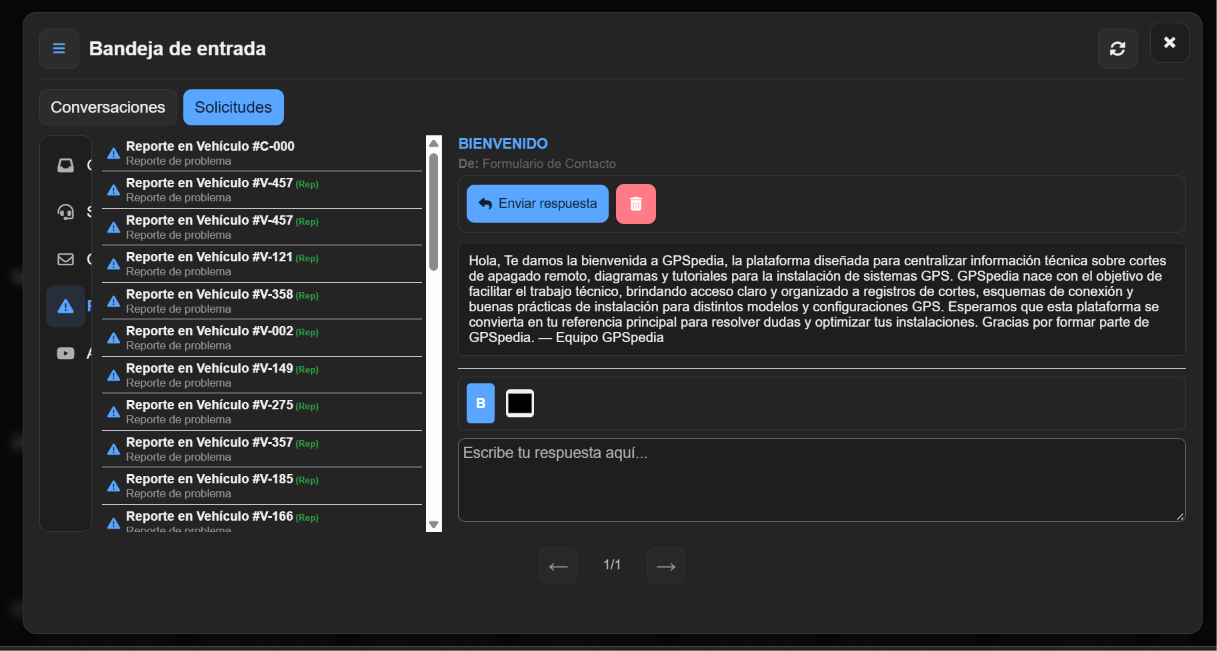 Bandeja de entrada
Conversaciones
Solicitudes
Reporte en Vehículo #C-000
Reporte de problema
Reporte en Vehículo #V-457 (Rep)
Reporte de problema
Reporte en Vehículo #V-457 (Rep)
Reporte de problema
Reporte en Vehículo #V-121 (Rep)
Reporte de problema
Reporte en Vehículo #V-358 (Rep)
Reporte de problema
Reporte en Vehículo #V-002 (Rep)
Reporte de problema
Reporte en Vehículo #V-149 (Rep)
Reporte de problema
Reporte en Vehículo #V-275 (Rep)
Reporte de problema
Reporte en Vehículo #V-357 (Rep)
Reporte de problema
Reporte en Vehículo #V-185 (Rep)
Reporte de problema
Reporte en Vehículo #V-166 (Rep)
Reporte de problema
BIENVENIDO
De: Formulario de Contacto
Enviar respuesta
Hola, Te damos la bienvenida a GPSpedia, la plataforma diseñada para centralizar información técnica sobre cortes
de apagado remoto, diagramas y tutoriales para la instalación de sistemas GPS. GPSpedia nace con el objetivo de
facilitar el trabajo técnico, brindando acceso claro y organizado a registros de cortes, esquemas de conexión y
buenas prácticas de instalación para distintos modelos y configuraciones GPS. Esperamos que esta plataforma se
convierta en tu referencia principal para resolver dudas y optimizar tus instalaciones. Gracias por formar parte de
GPSpedia. — Equipo GPSpedia
B
Escribe tu respuesta aquí...
← 1/1 →